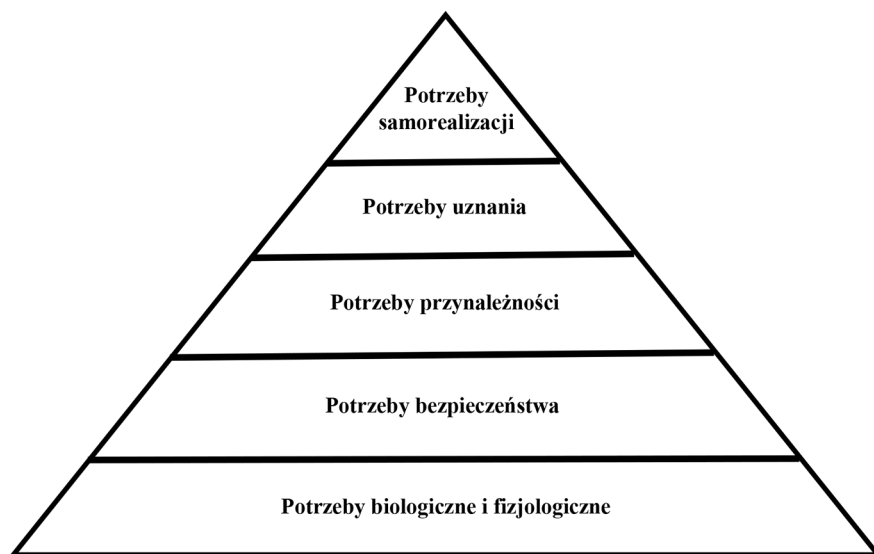 Potrzeby
samorealizacji
Potrzeby uznania
Potrzeby przynależności
Potrzeby bezpieczeństwa
Potrzeby biologiczne i fizjologiczne